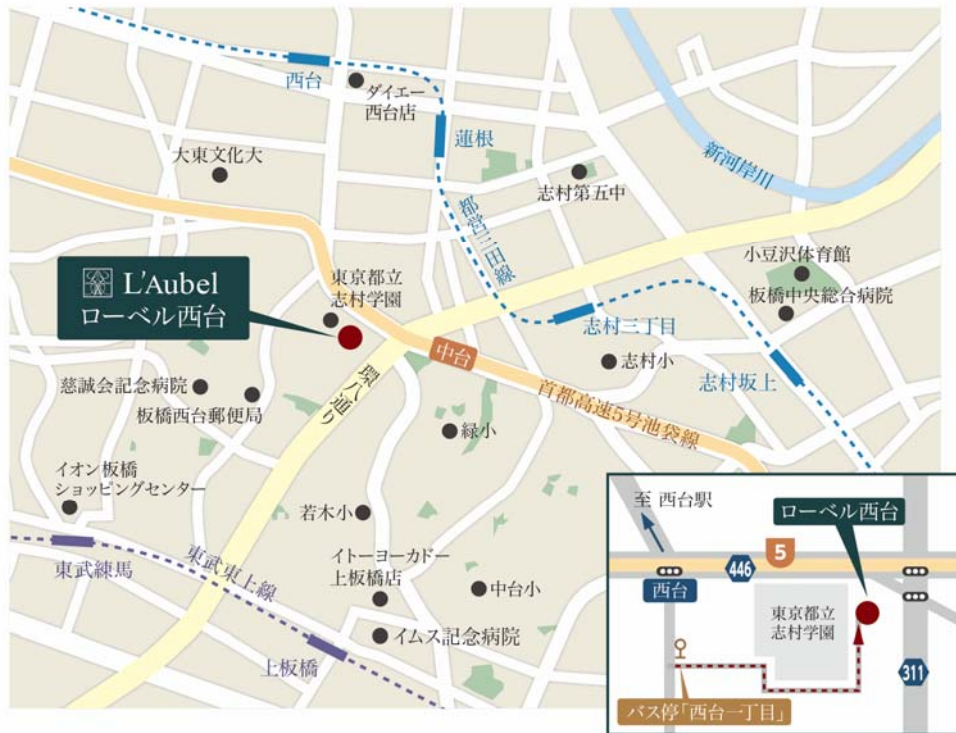 西台
ダイエー
西台店
蓮根
大東文化大
志村第五中
新河岸川
都営三田線
小豆沢体育館
板橋中央総合病院
東京都立
志村学園
L'Aubel
ローベル西台
志村三丁目
中台
志村小
志村坂上
慈誠会記念病院
板橋西台郵便局
環八通り
首都高速5号池袋線
緑小
イオン板橋
ショッピングセンター
若木小
東武練馬
東武東上線
イトーヨーカドー
上板橋店
中台小
イムス記念病院
上板橋
至 西台駅
ローベル西台
5
446
西台
東京都立
志村学園
311
バス停「西台一丁目」